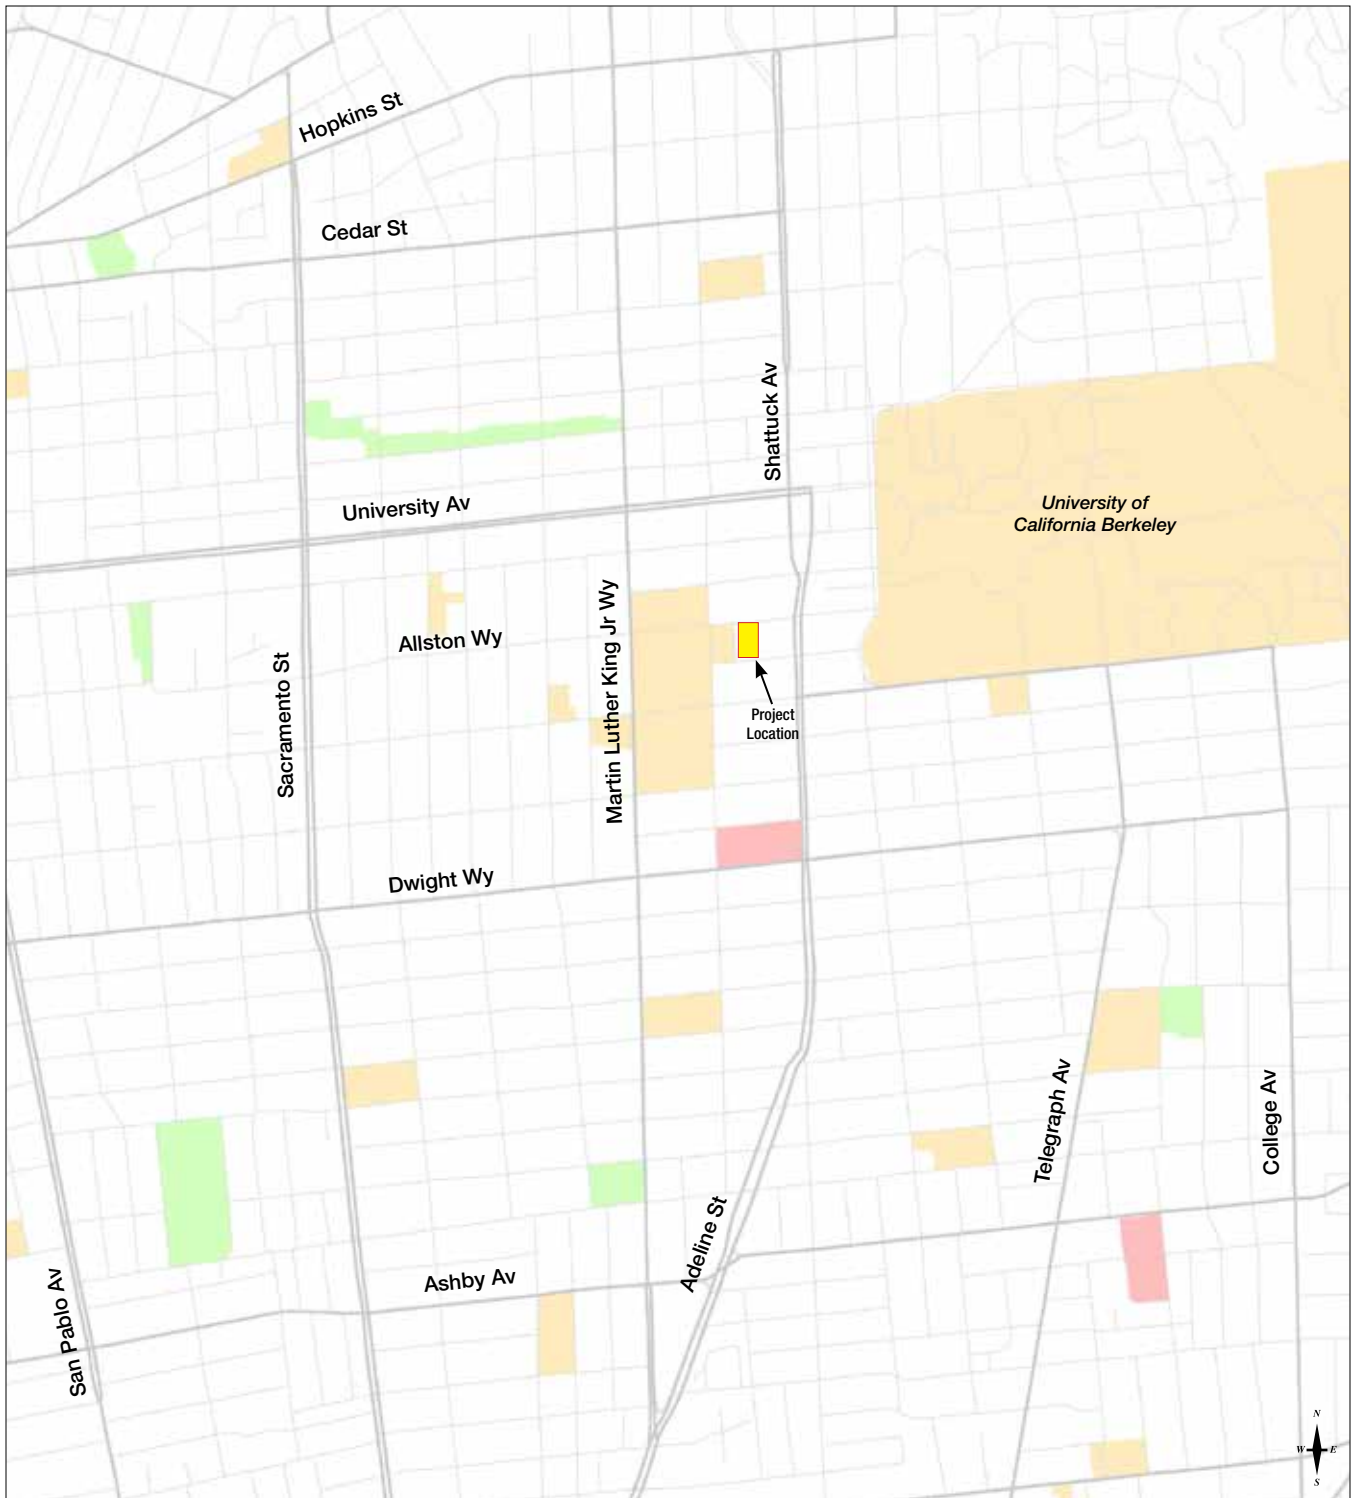 Hopkins St
Cedar St
Shattuck Av
University Av
University of
California Berkeley
Allston Wy
Martin Luther King Jr Wy
Sacramento St
Project
Location
Dwight Wy
Telegraph Av
College Av
Adeline St
Ashby Av
San Pablo Av
N
W E
S